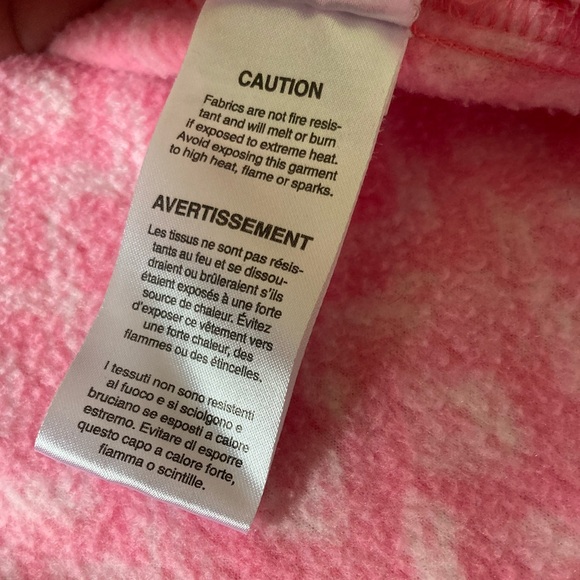 CAUTION
Fabrics are not fire resis-
tant and will melt or burn
if exposed to extreme heat.
Avoid exposing this garment
to high heat, flame or sparks.
AVERTISSEMENT
Les tissus ne sont pas résis-
tants au feu et se dissou-
draient ou brûleraient s'ils
étaient exposés à une forte
source de chaleur. Évitez
d'exposer ce vêtement vers
une forte chaleur, des
flammes ou des étincelles.
I tessuti non sono resistenti
al fuoco e si sciolgono e
bruciano se esposti a calore
estremo. Evitare di esporre
questo capo a calore forte,
fiamma o scintille.